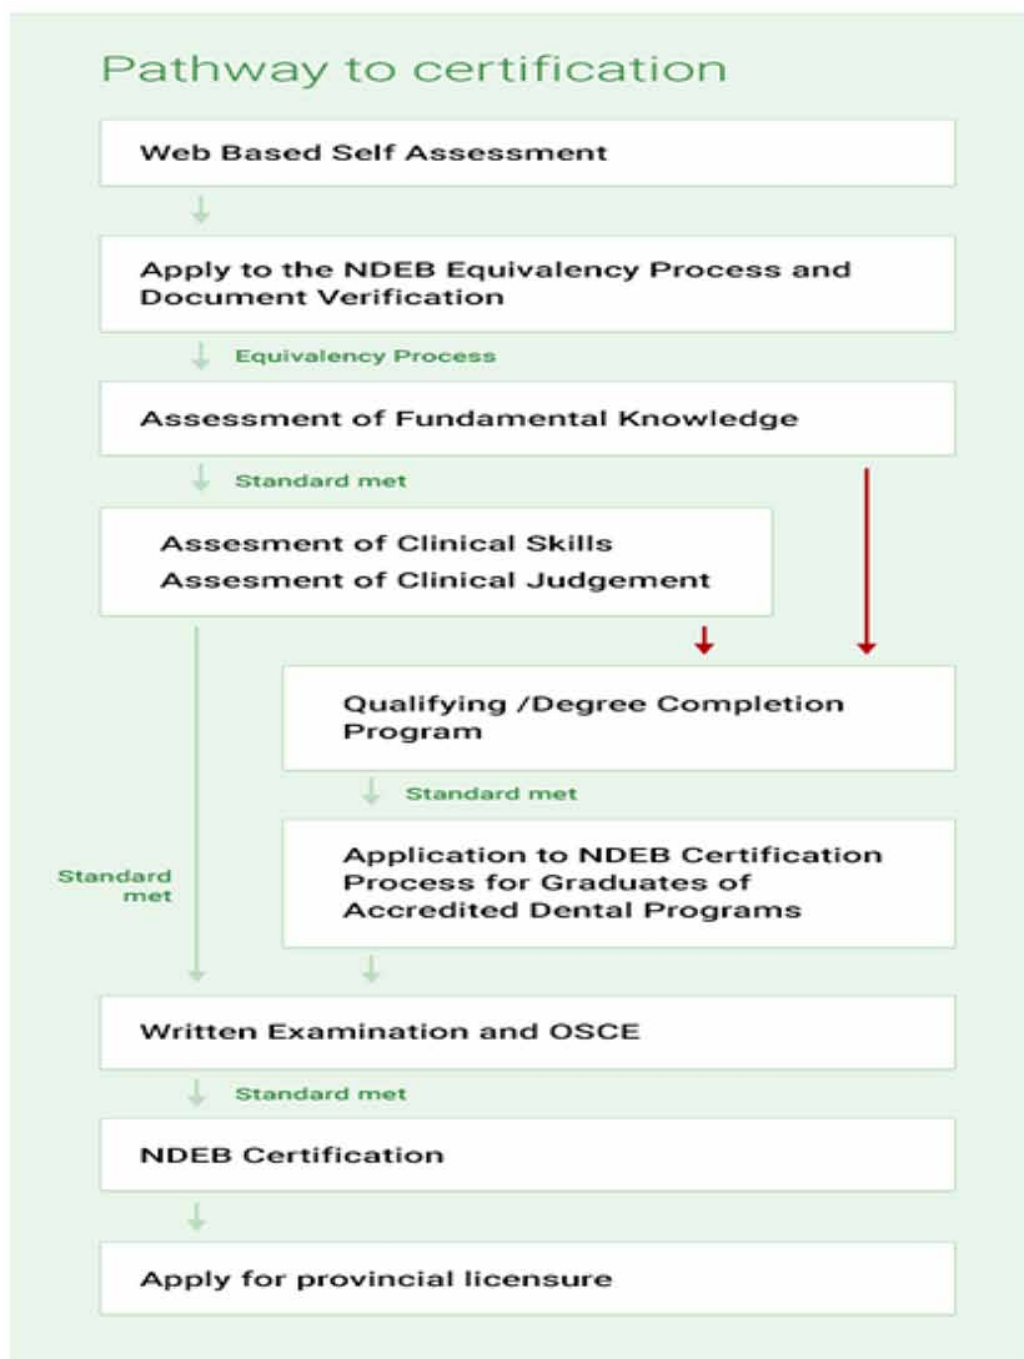 Pathway to certification
Web Based Self Assessment
Apply to the NDEB Equivalency Process and
Document Verification
Equivalency Process
Assessment of Fundamental Knowledge
Standard met
Assesment of Clinical Skills
Assesment of Clinical Judgement
Qualifying /Degree Completion
Program
Standard met
Application to NDEB Certification
Process for Graduates of
Accredited Dental Programs
Standard
met
Written Examination and OSCE
Standard met
NDEB Certification
Apply for provincial licensure